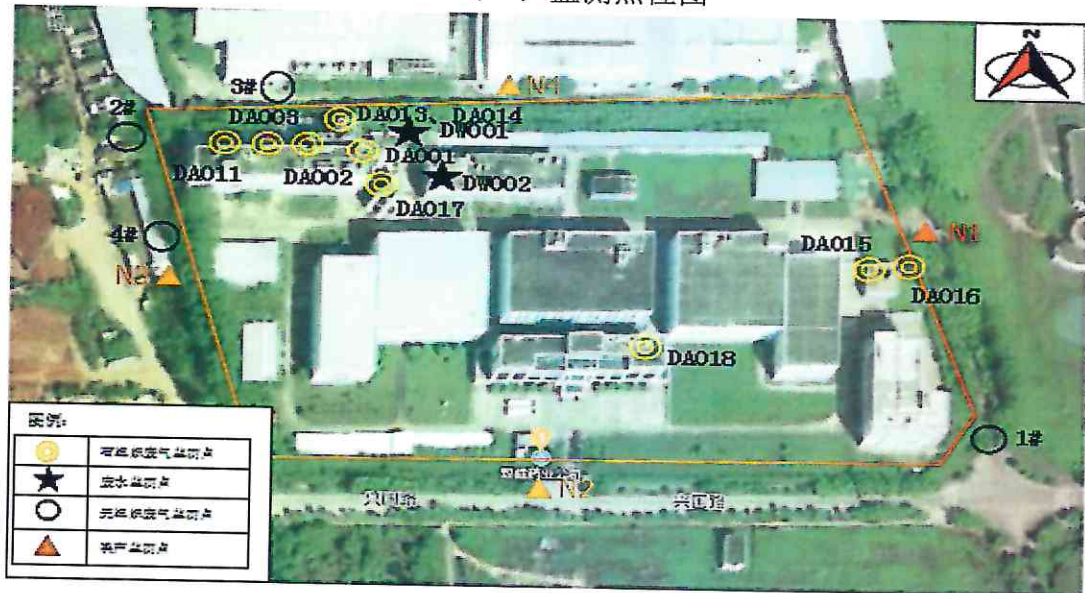 监测点位图
N
3#
N4
2#
DA003
DA013、DA014
DW001
DA001
DA011
DA002
DW002
DA017
4#
N3
N1
DA015
DA016
DA018
1#
N2
兴国路
兴国路
图例:
有组织废气监测点
废水监测点
无组织废气监测点
噪声监测点